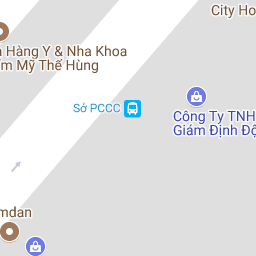 City Ho
Hàng Y & Nha Khoa
m Mỹ Thế Hùng
Sở PCCC
Công Ty TNH
Giám Định Độ
mdan